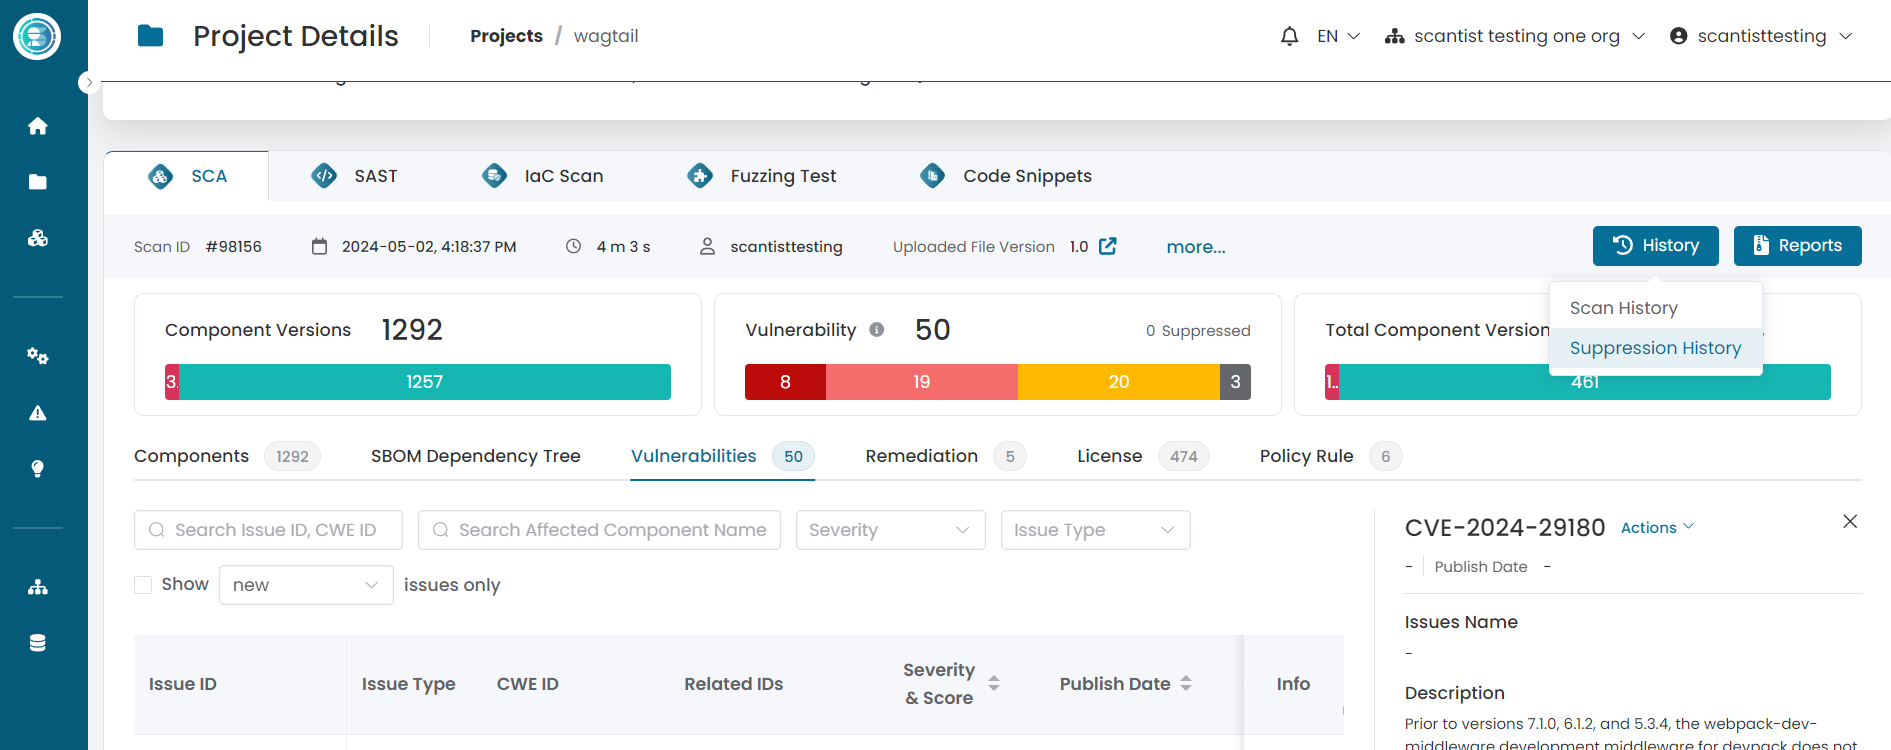 Project Details
Projects / wagtail
EN
scantist testing one org
scantisttesting
SCA
SAST
IaC Scan
Fuzzing Test
Code Snippets
Scan ID #98156
2024-05-02, 4:18:37 PM
4 m 3 s
scantisttesting
Uploaded File Version 1.0
more...
History
Reports
Scan History
Suppression History
Component Versions 1292
3.
1257
Vulnerability 50
0 Suppressed
8
19
20
3
Total Component Version
1..
461
Components 1292
SBOM Dependency Tree
Vulnerabilities 50
Remediation 5
License 474
Policy Rule 6
Search Issue ID, CWE ID
Search Affected Component Name
Severity
Issue Type
Show new issues only
Issue ID
Issue Type
CWE ID
Related IDs
Severity
& Score
Publish Date
Info
CVE-2024-29180 Actions
- Publish Date -
Issues Name
-
Description
Prior to versions 7.1.0, 6.1.2, and 5.3.4, the webpack-dev-
middleware development middleware for devpack does not